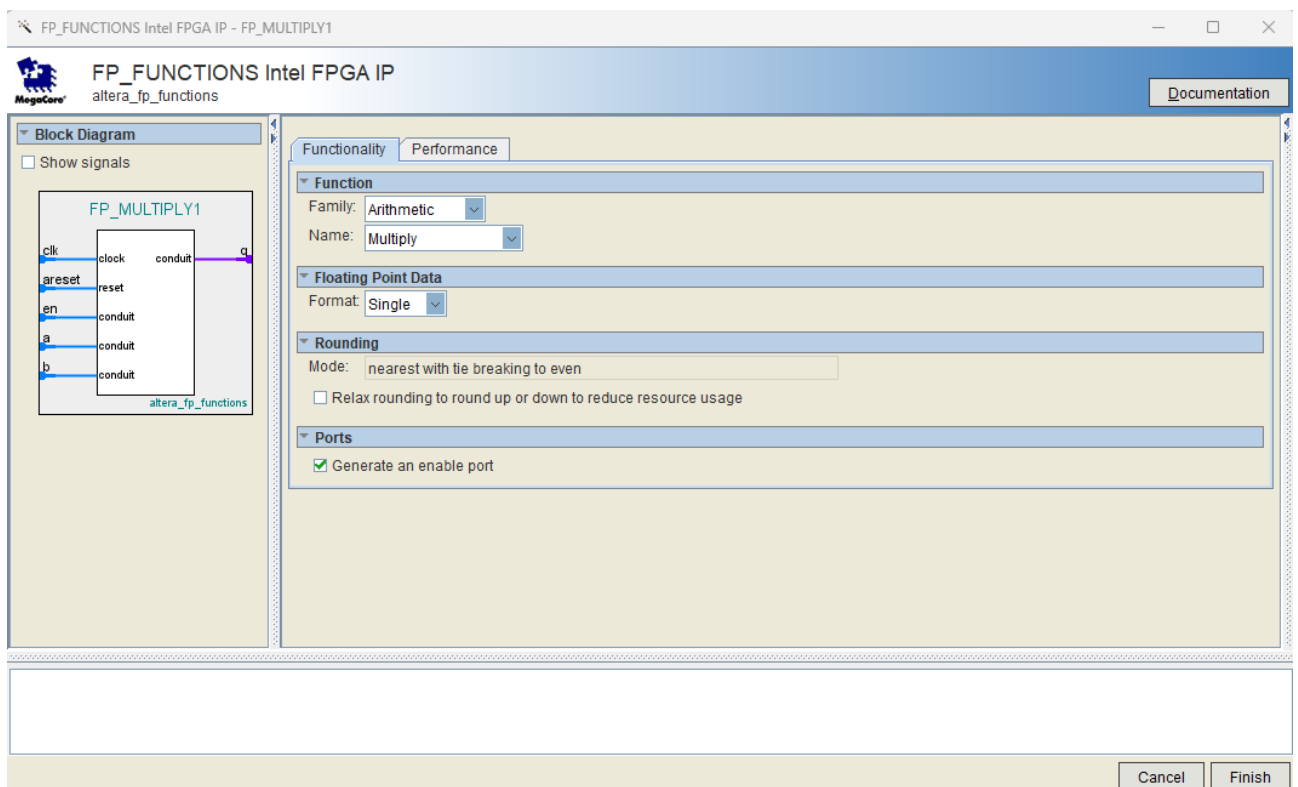 FP_FUNCTIONS Intel FPGA IP - FP_MULTIPLY1
FP_FUNCTIONS Intel FPGA IP
altera_fp_functions
MegaCore®
Documentation
Block Diagram
Show signals
FP_MULTIPLY1
clk
clock
conduit
q
areset
reset
en
conduit
a
conduit
b
conduit
altera_fp_functions
Functionality
Performance
Function
Family: Arithmetic
Name: Multiply
Floating Point Data
Format: Single
Rounding
Mode: nearest with tie breaking to even
Relax rounding to round up or down to reduce resource usage
Ports
Generate an enable port
Cancel
Finish